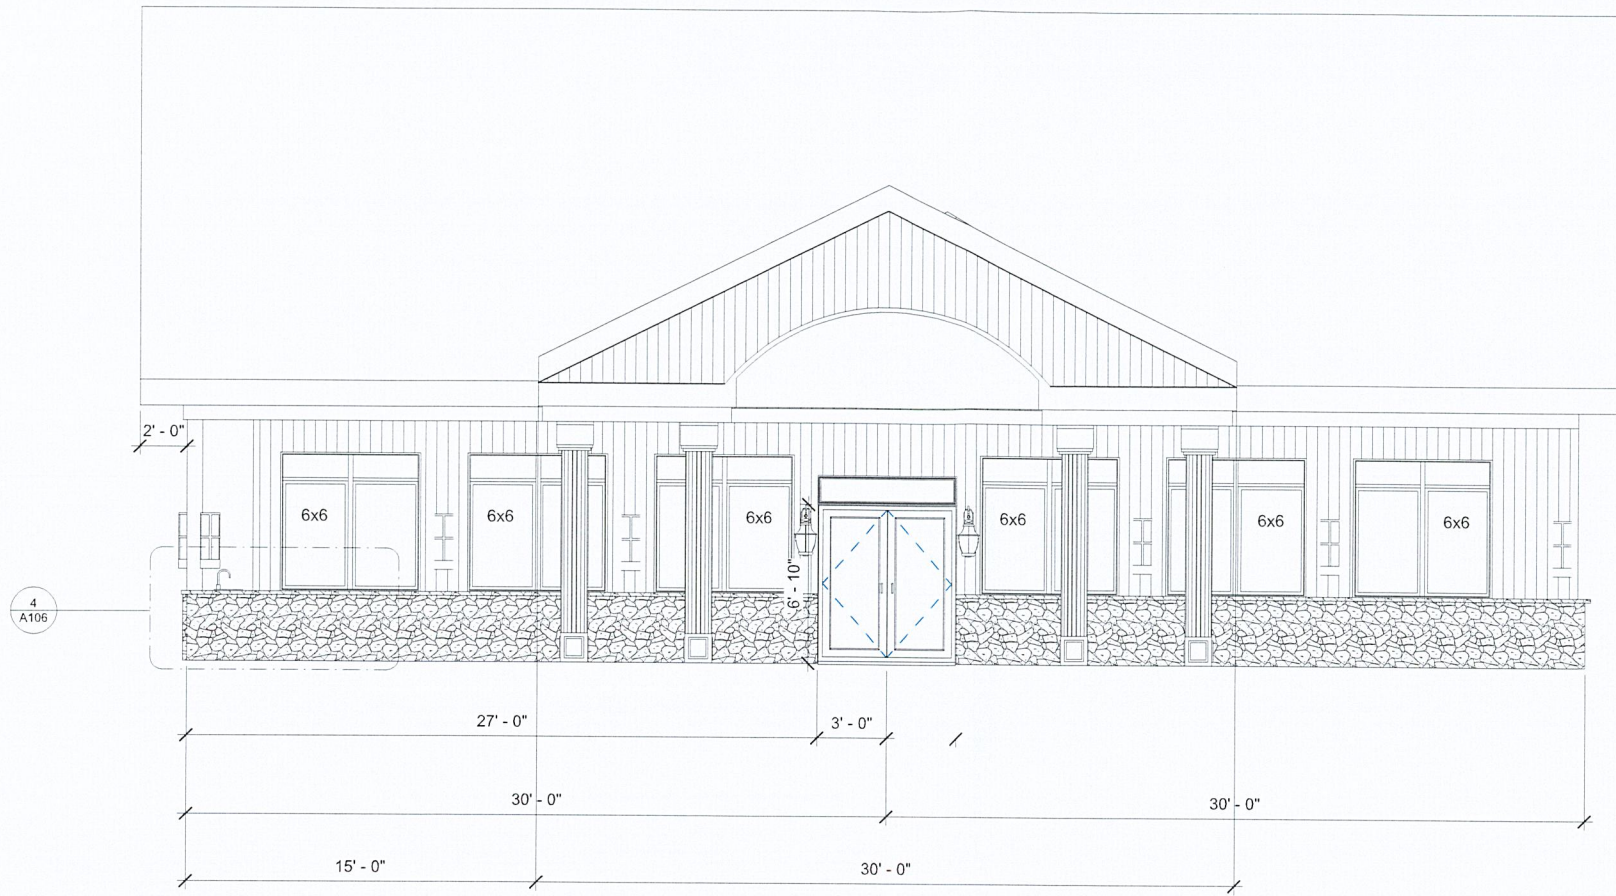 2' - 0"
6x6
6x6
6x6
6x6
6x6
6x6
6' - 10"
4
A106
27' - 0"
3' - 0"
30' - 0"
30' - 0"
15' - 0"
30' - 0"